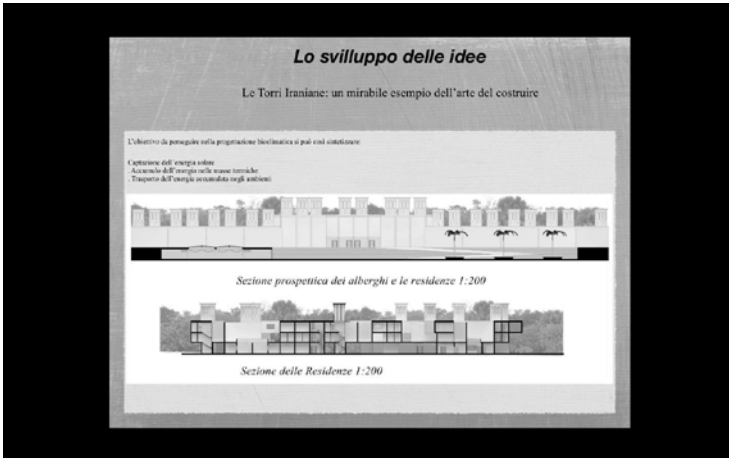 Lo sviluppo delle idee
Le Torri Iraniane: un mirabile esempio dell'arte del costruire
L'obiettivo da perseguire nella progettazione bioclimatica si può così sintetizzare:
Captazione dell'energia solare
. Accumulo dell'energia nelle masse termiche
. Trasporto dell'energia accumulata negli ambienti
Sezione prospettica dei alberghi e le residenze 1:200
Sezione delle Residenze 1:200